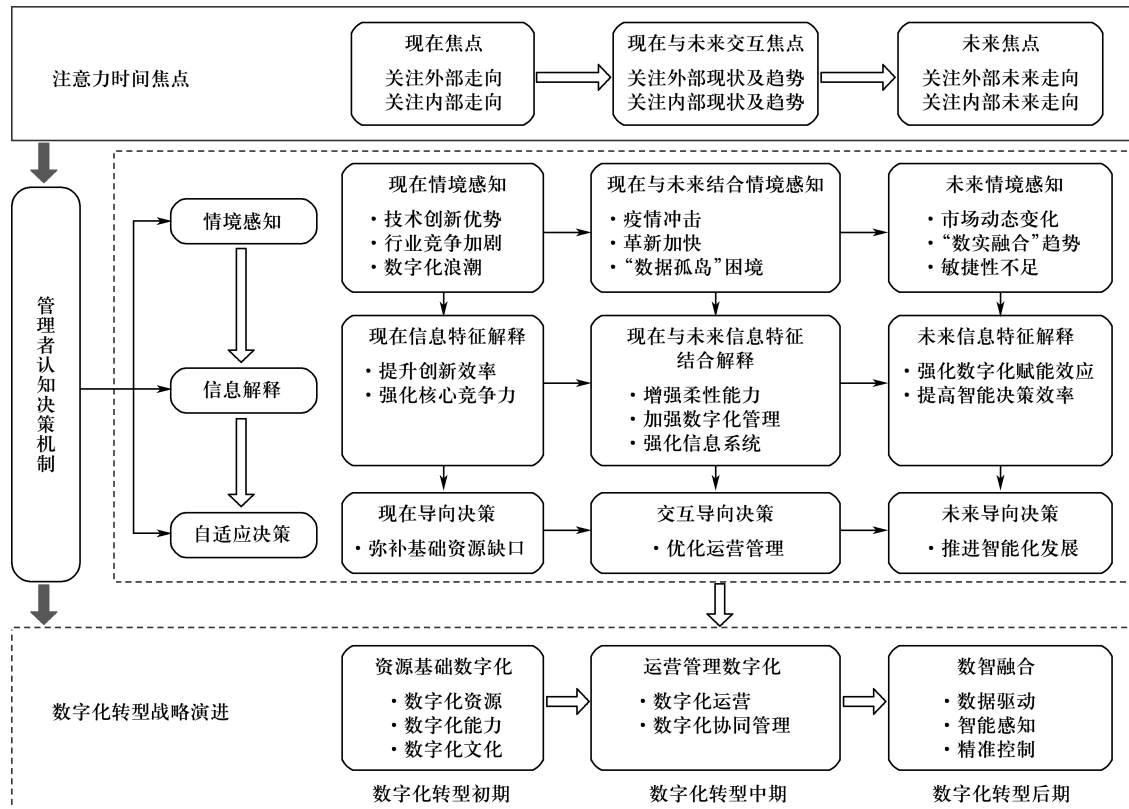 注意力时间焦点
现在焦点
关注外部走向
关注内部走向
现在与未来交互焦点
关注外部现状及趋势
关注内部现状及趋势
未来焦点
关注外部未来走向
关注内部未来走向
管理者认知决策机制
情境感知
信息解释
自适应决策
现在情境感知
・技术创新优势
・行业竞争加剧
・数字化浪潮
现在与未来结合情境感知
・疫情冲击
・革新加快
・“数据孤岛”困境
未来情境感知
・市场动态变化
・“数实融合”趋势
・敏捷性不足
现在信息特征解释
・提升创新效率
・强化核心竞争力
现在与未来信息特征
结合解释
・增强柔性能力
・加强数字化管理
・强化信息系统
未来信息特征解释
・强化数字化赋能效应
・提高智能决策效率
现在导向决策
・弥补基础资源缺口
交互导向决策
・优化运营管理
未来导向决策
・推进智能化发展
数字化转型战略演进
资源基础数字化
・数字化资源
・数字化能力
・数字化文化
运营管理数字化
・数字化运营
・数字化协同管理
数智融合
・数据驱动
・智能感知
・精准控制
数字化转型初期
数字化转型中期
数字化转型后期